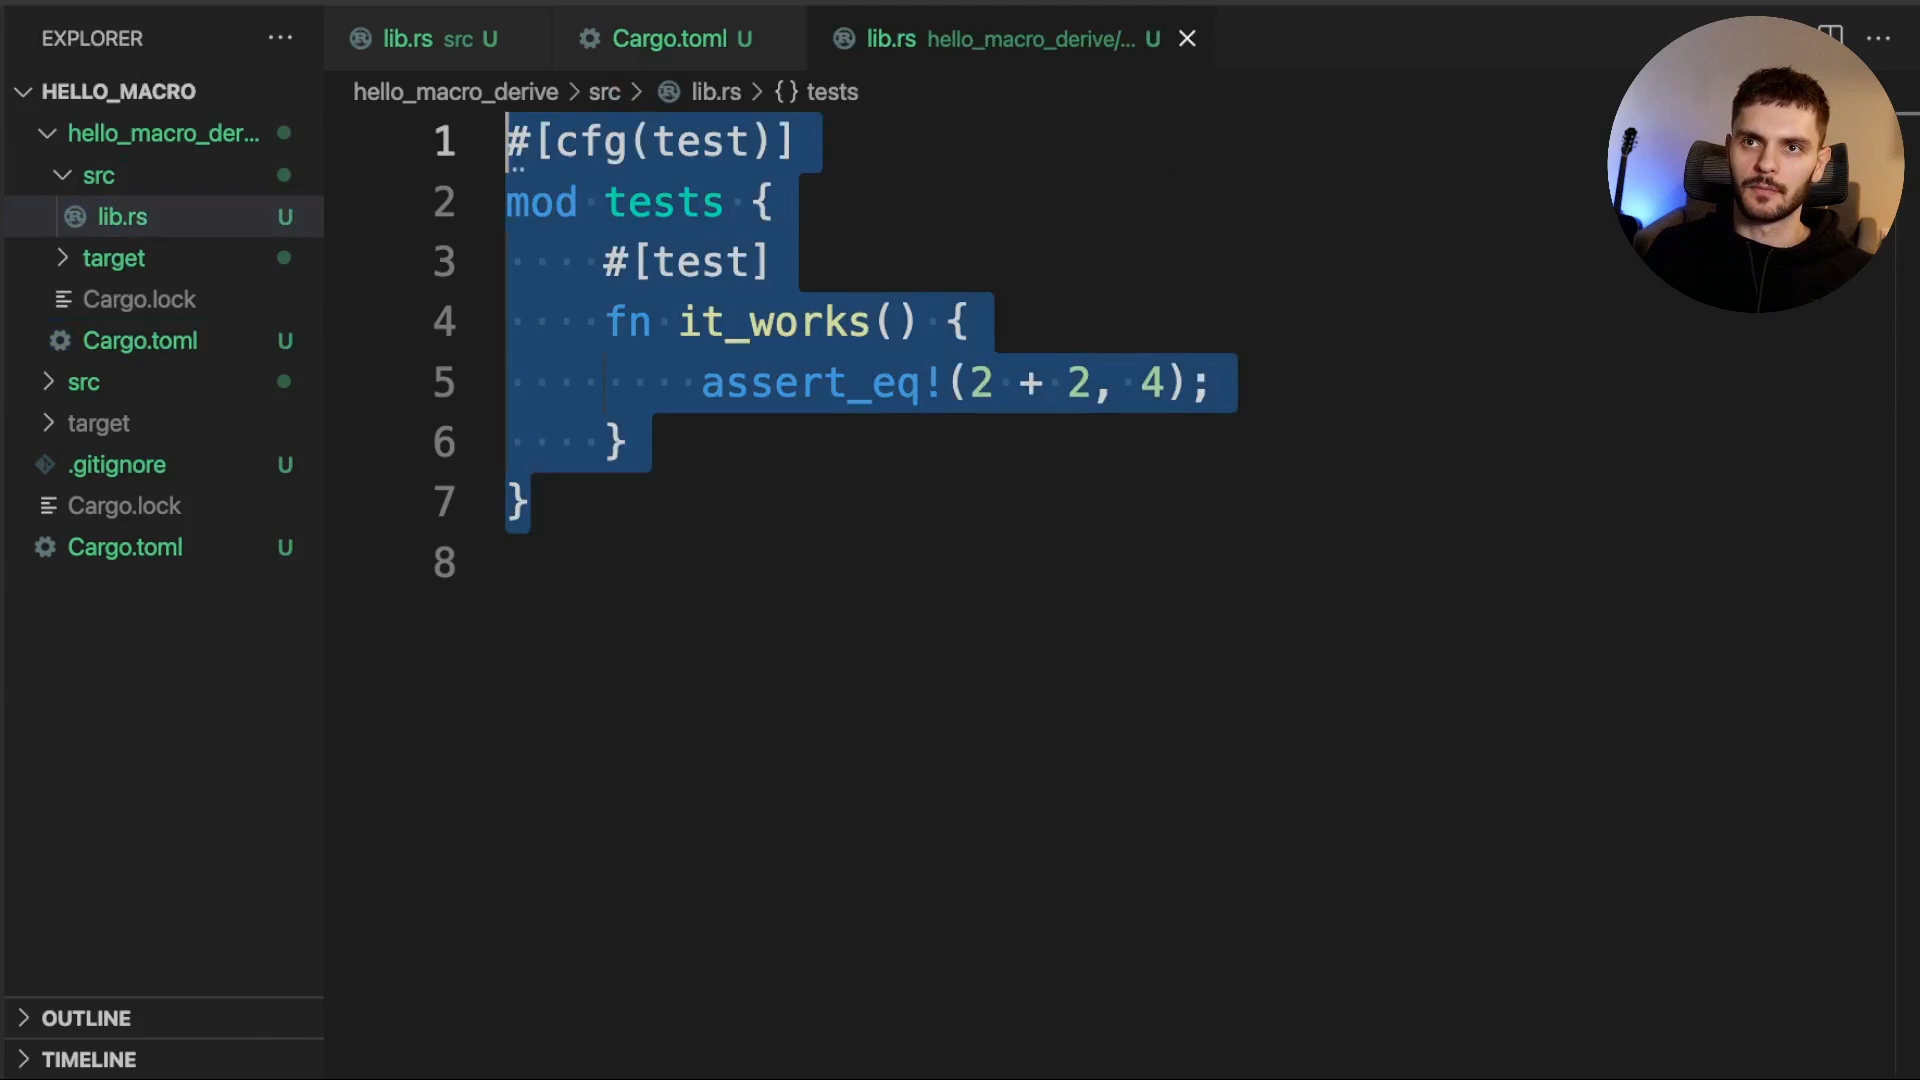 EXPLORER
HELLO_MACRO
hello_macro_der...
src
lib.rs U
target
Cargo.lock
Cargo.toml U
src
target
.gitignore U
Cargo.lock
Cargo.toml U
OUTLINE
TIMELINE
lib.rs src U
Cargo.toml U
lib.rs hello_macro_derive/... U
hello_macro_derive > src > lib.rs > {} tests
1 #[cfg(test)]
2 mod tests {
3 #[test]
4 fn it_works() {
5 assert_eq!(2 + 2, 4);
6 }
7 }
8